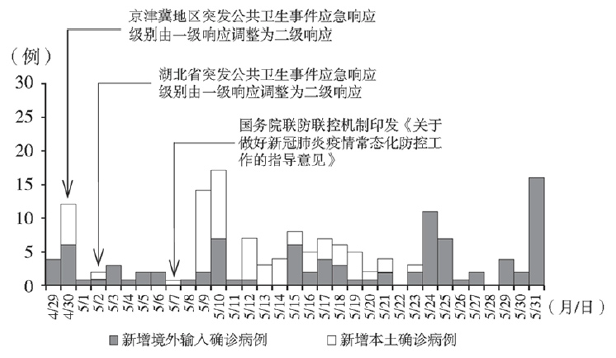 京津冀地区突发公共卫生事件应急响应
级别由一级响应调整为二级响应
(例)
湖北省突发公共卫生事件应急响应
级别由一级响应调整为二级响应
国务院联防联控机制印发《关于
做好新冠肺炎疫情常态化防控工
作的指导意见》
30
25
20
15
10
5
0
4/29 4/30 5/1 5/2 5/3 5/4 5/5 5/6 5/7 5/8 5/9 5/10 5/11 5/12 5/13 5/14 5/15 5/16 5/17 5/18 5/19 5/20 5/21 5/22 5/23 5/24 5/25 5/26 5/27 5/28 5/29 5/30 5/31 (月/日)
新增境外输入确诊病例 新增本土确诊病例